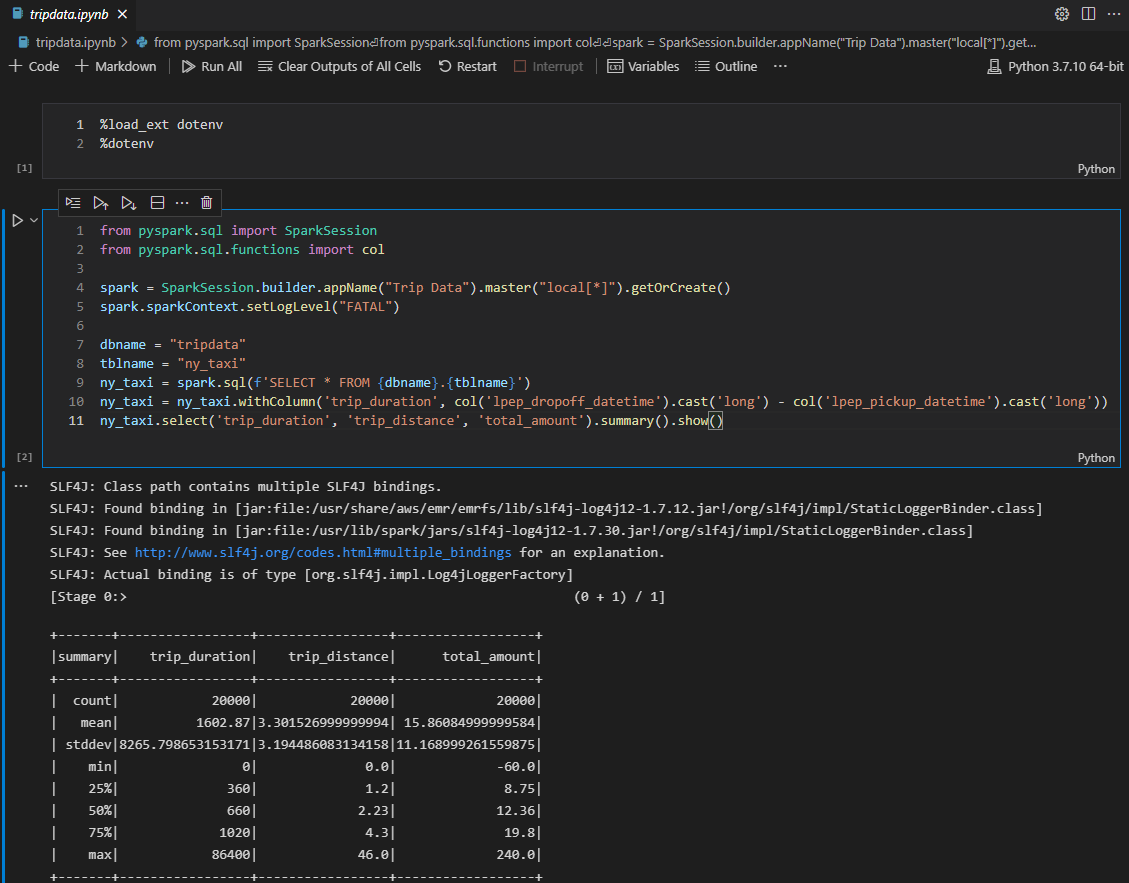 tripdata.ipynb
tripdata.ipynb > from pyspark.sql import SparkSession⏎from pyspark.sql.functions import col⏎⏎spark = SparkSession.builder.appName("Trip Data").master("local[*]").get...
+ Code + Markdown Run All Clear Outputs of All Cells Restart Interrupt Variables Outline ... Python 3.7.10 64-bit
1 %load_ext dotenv
2 %dotenv
[1] Python
1 from pyspark.sql import SparkSession
2 from pyspark.sql.functions import col
3
4 spark = SparkSession.builder.appName("Trip Data").master("local[*]").getOrCreate()
5 spark.sparkContext.setLogLevel("FATAL")
6
7 dbname = "tripdata"
8 tblname = "ny_taxi"
9 ny_taxi = spark.sql(f'SELECT * FROM {dbname}.{tblname}')
10 ny_taxi = ny_taxi.withColumn('trip_duration', col('lpep_dropoff_datetime').cast('long') - col('lpep_pickup_datetime').cast('long'))
11 ny_taxi.select('trip_duration', 'trip_distance', 'total_amount').summary().show()
[2] Python
SLF4J: Class path contains multiple SLF4J bindings.
SLF4J: Found binding in [jar:file:/usr/share/aws/emr/emrfs/lib/slf4j-log4j12-1.7.12.jar!/org/slf4j/impl/StaticLoggerBinder.class]
SLF4J: Found binding in [jar:file:/usr/lib/spark/jars/slf4j-log4j12-1.7.30.jar!/org/slf4j/impl/StaticLoggerBinder.class]
SLF4J: See http://www.slf4j.org/codes.html#multiple_bindings for an explanation.
SLF4J: Actual binding is of type [org.slf4j.impl.Log4jLoggerFactory]
[Stage 0:> (0 + 1) / 1]
+-------+-----------------+-----------------+------------------+
|summary|    trip_duration|    trip_distance|      total_amount|
+-------+-----------------+-----------------+------------------+
|  count|            20000|            20000|             20000|
|   mean|          1602.87|3.301526999999994| 15.86084999999584|
| stddev|8265.798653153171|3.194486083134158|11.168999261559875|
|    min|                0|              0.0|             -60.0|
|    25%|              360|              1.2|              8.75|
|    50%|              660|             2.23|             12.36|
|    75%|             1020|              4.3|              19.8|
|    max|            86400|             46.0|             240.0|
+-------+-----------------+-----------------+------------------+